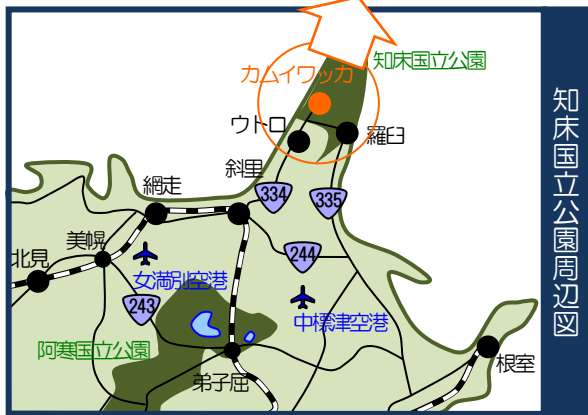 知床国立公園周辺図
知床国立公園
カムイワッカ
ウトロ
羅臼
斜里
網走
334
335
美幌
244
北見
女満別空港
243
中標津空港
阿寒国立公園
弟子屈
根室